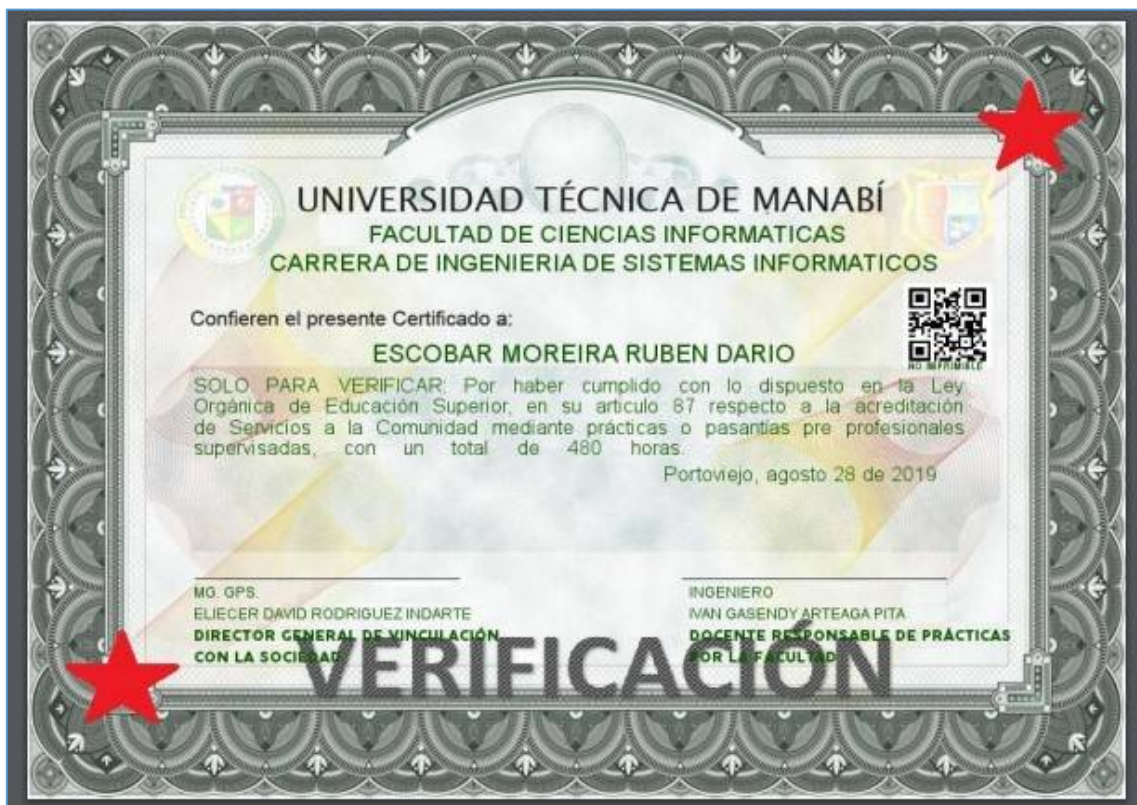 UNIVERSIDAD TÉCNICA DE MANABÍ
FACULTAD DE CIENCIAS INFORMATICAS
CARRERA DE INGENIERIA DE SISTEMAS INFORMATICOS
Confieren el presente Certificado a:
NO IMPRIMIBLE
ESCOBAR MOREIRA RUBEN DARIO
SOLO PARA VERIFICAR: Por haber cumplido con lo dispuesto en la Ley
Orgánica de Educación Superior, en su articulo 87 respecto a la acreditación
de Servicios a la Comunidad mediante prácticas o pasantías pre profesionales
supervisadas, con un total de 480 horas.
Portoviejo, agosto 28 de 2019
MG. GPS.
ELIECER DAVID RODRIGUEZ INDARTE
DIRECTOR GENERAL DE VINCULACIÓN
CON LA SOCIEDAD
INGENIERO
IVAN GASENDY ARTEAGA PITA
DOCENTE RESPONSABLE DE PRÁCTICAS
POR LA FACULTAD
VERIFICACIÓN